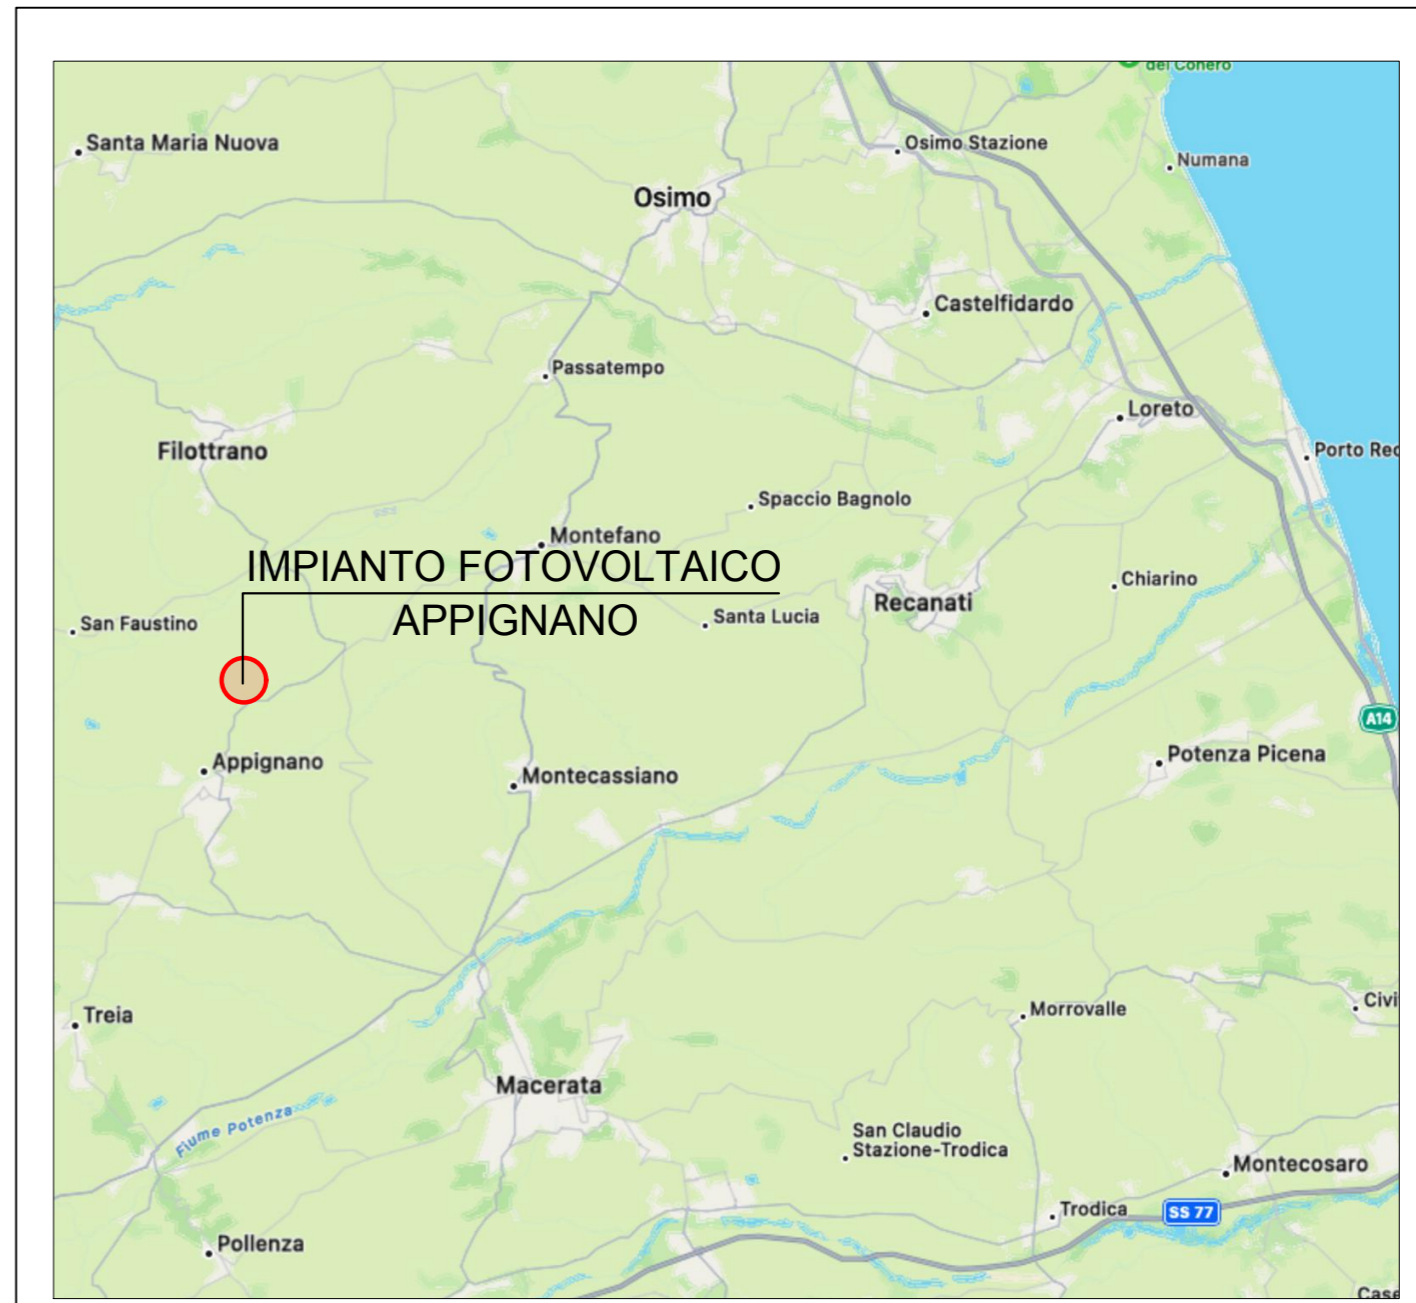 del Conero
Santa Maria Nuova
Osimo Stazione
Numana
Osimo
Castelfidardo
Passatempo
Loreto
Filottrano
Porto Rec
Spaccio Bagnolo
Montefano
IMPIANTO FOTOVOLTAICO
APPIGNANO
Chiarino
Recanati
Santa Lucia
San Faustino
A14
Potenza Picena
Appignano
Montecassiano
Civi
Morrovalle
Treia
Macerata
Fiume Potenza
San Claudio
Stazione-Trodica
Montecosaro
Trodica
SS 77
Pollenza
Case